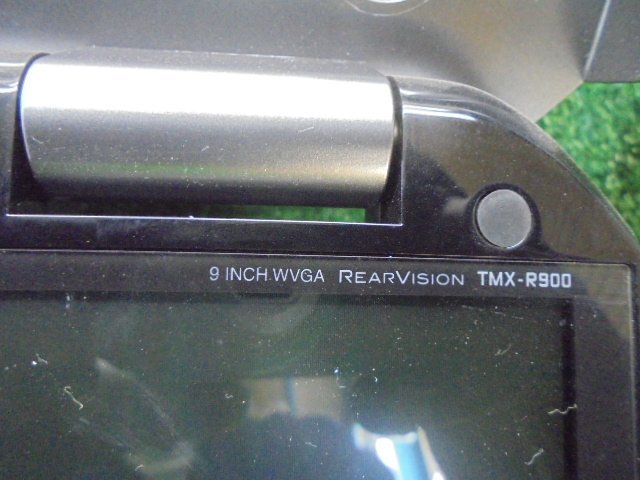 9 INCH WVGA REARVISION TMX-R900